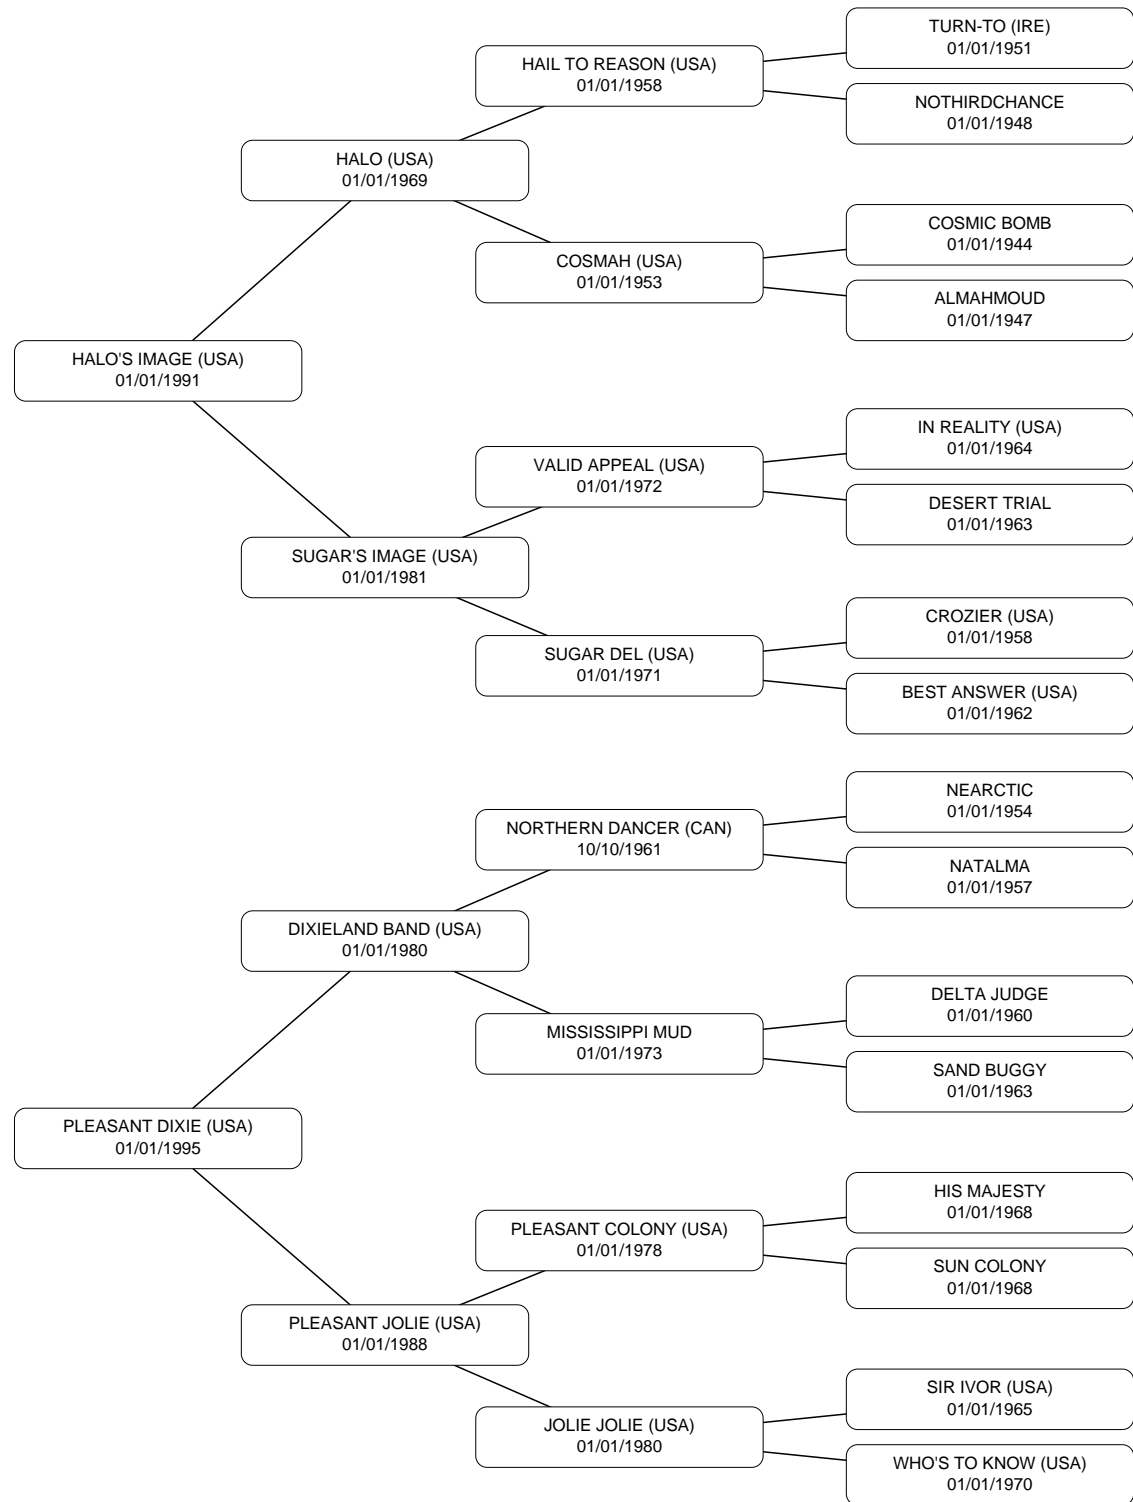 TURN-TO (IRE)
01/01/1951
HAIL TO REASON (USA)
01/01/1958
NOTHIRDCHANCE
01/01/1948
HALO (USA)
01/01/1969
COSMIC BOMB
01/01/1944
COSMAH (USA)
01/01/1953
ALMAHMOUD
01/01/1947
HALO'S IMAGE (USA)
01/01/1991
IN REALITY (USA)
01/01/1964
VALID APPEAL (USA)
01/01/1972
DESERT TRIAL
01/01/1963
SUGAR'S IMAGE (USA)
01/01/1981
CROZIER (USA)
01/01/1958
SUGAR DEL (USA)
01/01/1971
BEST ANSWER (USA)
01/01/1962
NEARCTIC
01/01/1954
NORTHERN DANCER (CAN)
10/10/1961
NATALMA
01/01/1957
DIXIELAND BAND (USA)
01/01/1980
DELTA JUDGE
01/01/1960
MISSISSIPPI MUD
01/01/1973
SAND BUGGY
01/01/1963
PLEASANT DIXIE (USA)
01/01/1995
HIS MAJESTY
01/01/1968
PLEASANT COLONY (USA)
01/01/1978
SUN COLONY
01/01/1968
PLEASANT JOLIE (USA)
01/01/1988
SIR IVOR (USA)
01/01/1965
JOLIE JOLIE (USA)
01/01/1980
WHO'S TO KNOW (USA)
01/01/1970